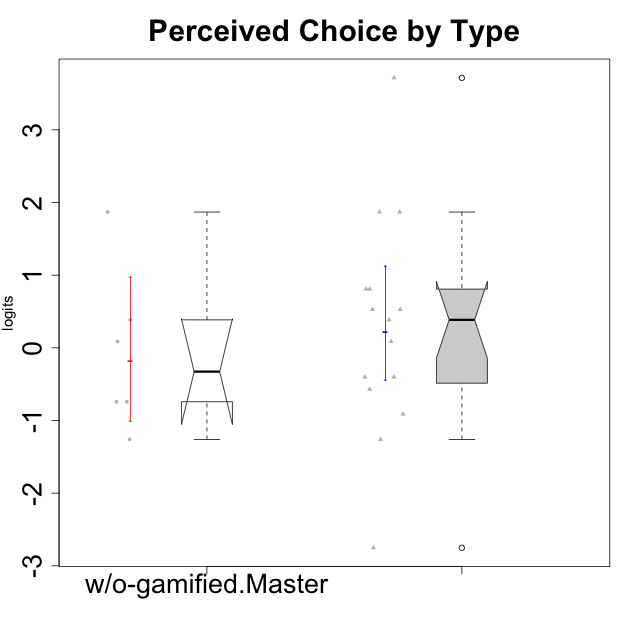 Perceived Choice by Type
3
2
1
0
-1
-2
-3
logits
w/o-gamified.Master